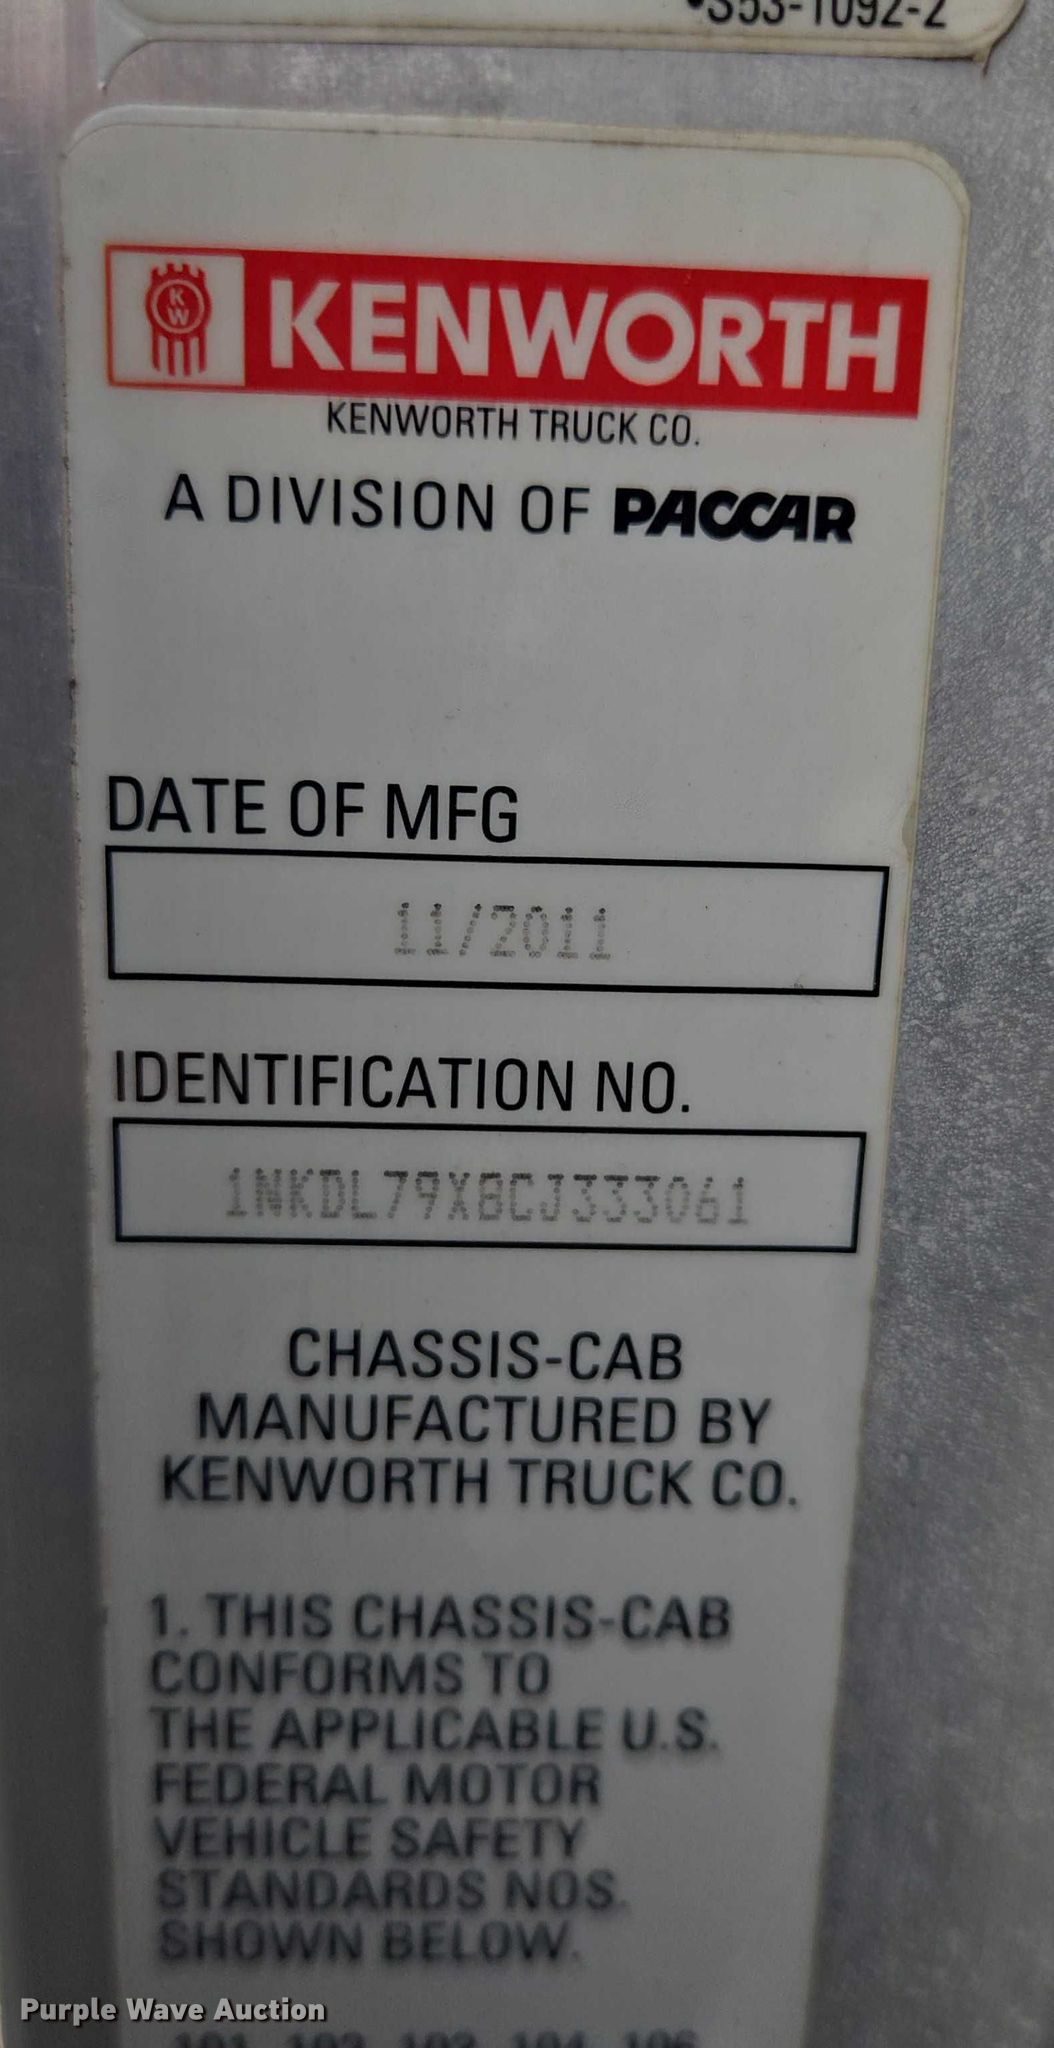 •S53-1092-2
KW
KENWORTH
KENWORTH TRUCK CO.
A DIVISION OF PACCAR
DATE OF MFG
11/2011
IDENTIFICATION NO.
1NKDL79X8CJ333061
CHASSIS-CAB
MANUFACTURED BY
KENWORTH TRUCK CO.
1. THIS CHASSIS-CAB
CONFORMS TO
THE APPLICABLE U.S.
FEDERAL MOTOR
VEHICLE SAFETY
STANDARDS NOS.
SHOWN BELOW.
Purple Wave Auction